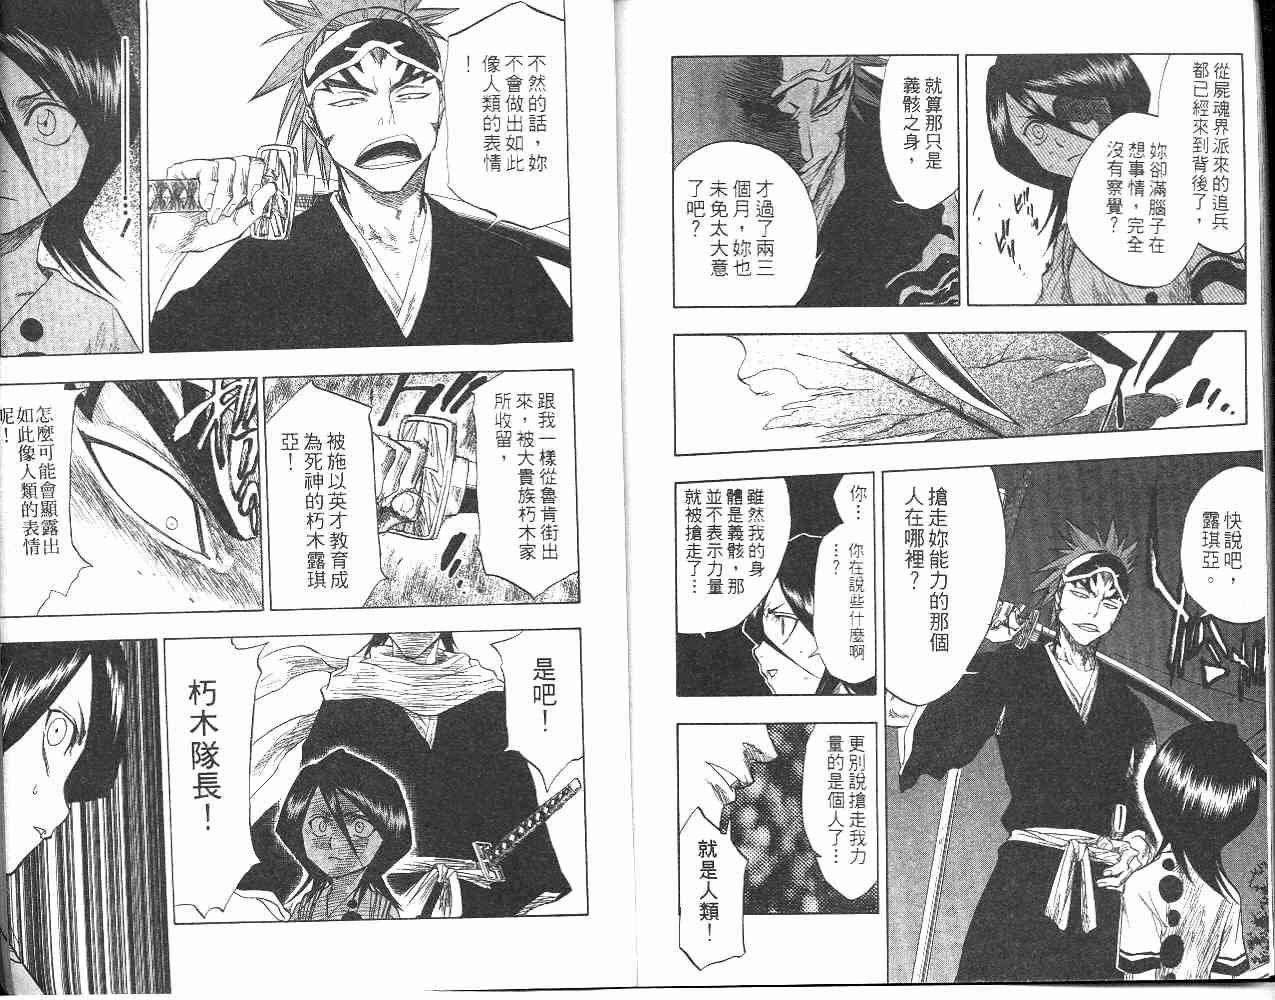 從屍魂界派來的追兵
都已經來到背後了,
妳卻滿腦子在
想事情,完全
沒有察覺?
就算那只是
義骸之身,
才過了兩三
個月,妳也
未免太大意
了吧?
快說吧,
露琪亞。
搶走妳能力的那個
人在哪裡?
你… 你在說些什麼啊
…?
雖然我的身
體是義骸,那
並不表示力量
就被搶走了…
更別說搶走我力
量的是個人了…
就是人類!
不然的話,妳
不會做出如此
像人類的表情
!
……
跟我一樣從魯肯街出
來,被大貴族朽木家
所收留,
被施以英才教育成
為死神的朽木露琪
亞!
怎麼可能會顯露出
如此像人類的表情
呢!
是吧!
朽木隊長!